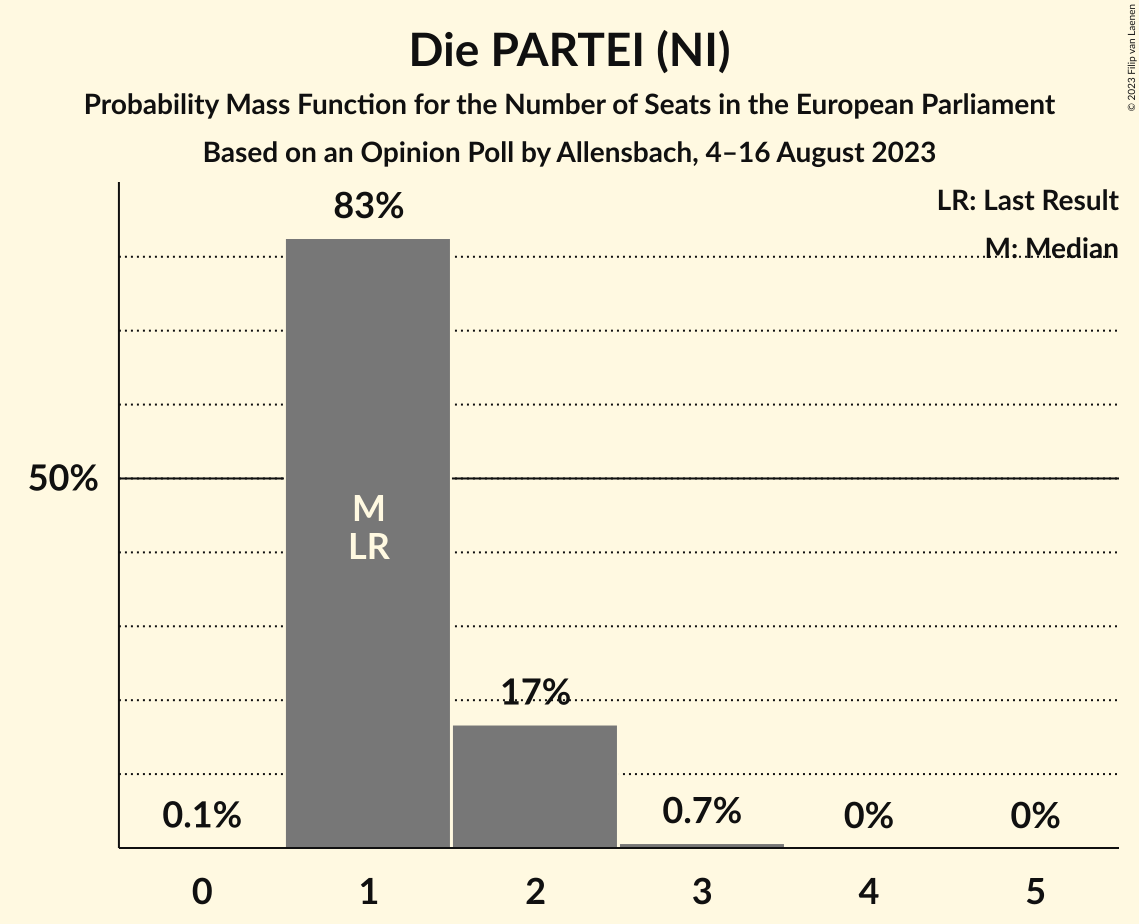 Die PARTEI (NI)
Probability Mass Function for the Number of Seats in the European Parliament
Based on an Opinion Poll by Allensbach, 4–16 August 2023
© 2023 Filip van Laenen
LR: Last Result
M: Median
83%
50%
M
LR
17%
0.1%
0.7%
0%
0%
0
1
2
3
4
5